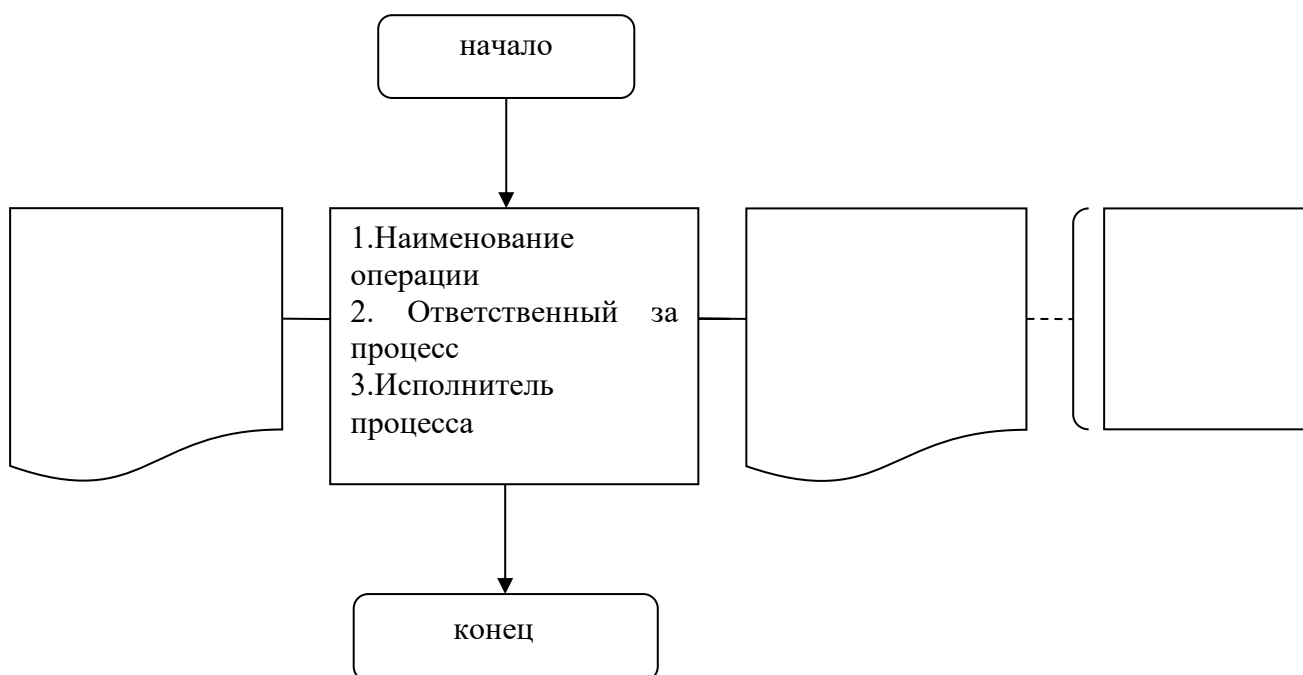 начало
1.Наименование
операции
2. Ответственный за
процесс
3.Исполнитель
процесса
конец